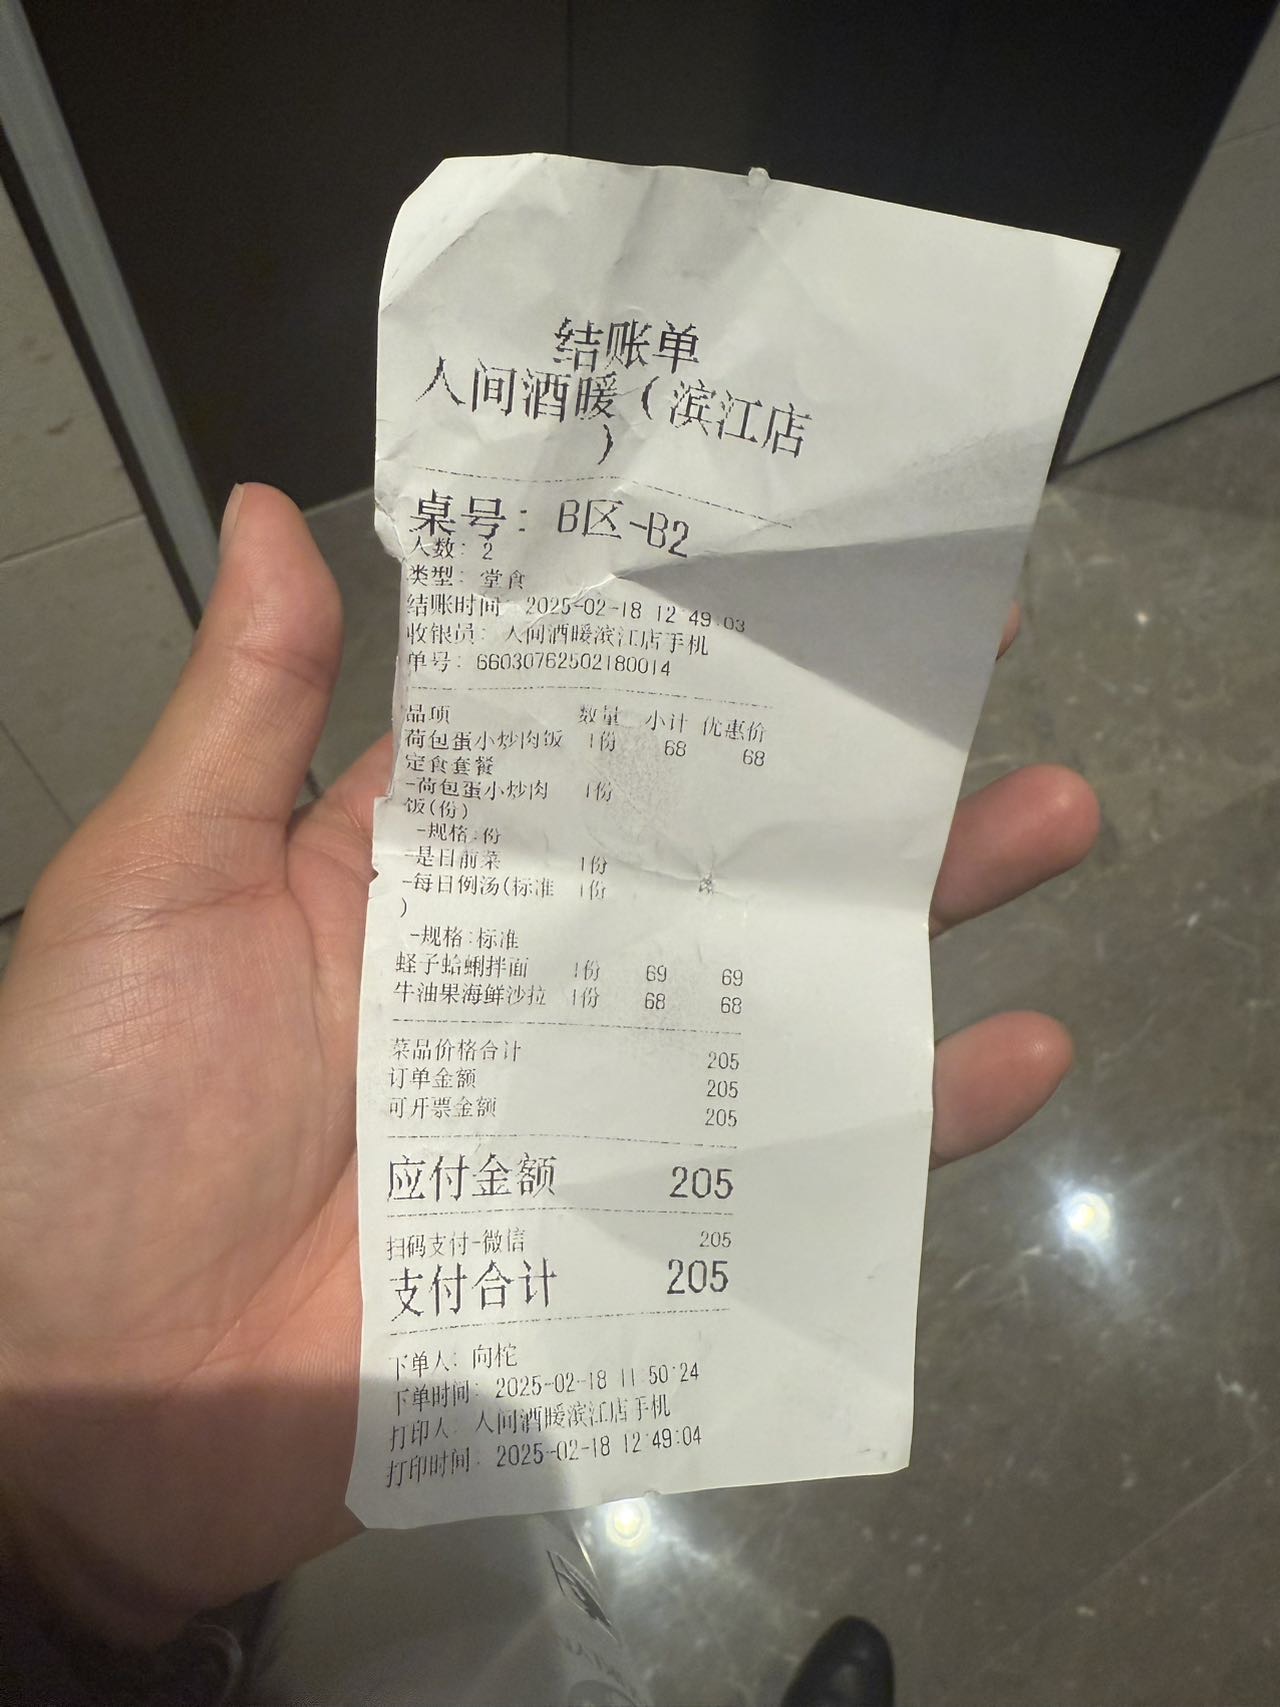 结账单
人间酒暖(滨江店
)
桌号: B区-B2
人数: 2
类型: 堂食
结账时间: 2025-02-18 12:49:03
收银员: 人间酒暖滨江店手机
单号: 66030762502180014
品项 数量 小计 优惠价
荷包蛋小炒肉饭 1份 68 68
定食套餐
-荷包蛋小炒肉 1份
饭(份)
-规格:份
-是日前菜 1份
-每日例汤(标准 1份
)
-规格:标准
蛏子蛤蜊拌面 1份 69 69
牛油果海鲜沙拉 1份 68 68
菜品价格合计 205
订单金额 205
可开票金额 205
应付金额 205
扫码支付-微信 205
支付合计 205
下单人: 向柁
下单时间: 2025-02-18 11:50:24
打印人: 人间酒暖滨江店手机
打印时间: 2025-02-18 12:49:04